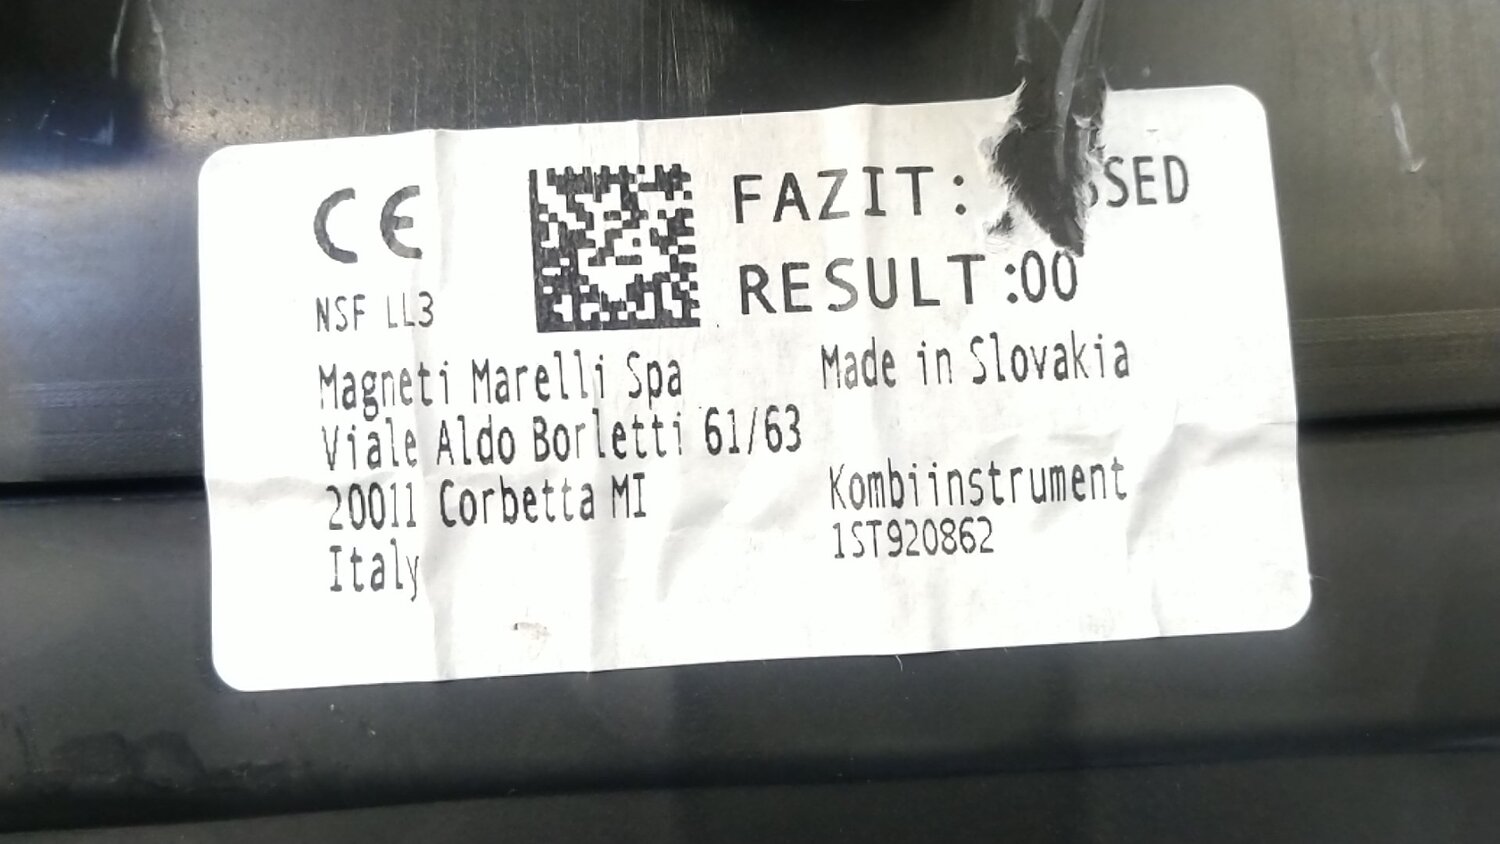 CE
NSF LL3
FAZIT:
RESULT :00
Magneti Marelli Spa
Viale Aldo Borletti 61/63
20011 Corbetta MI
Italy
Made in Slovakia
Kombiinstrument
1ST920862